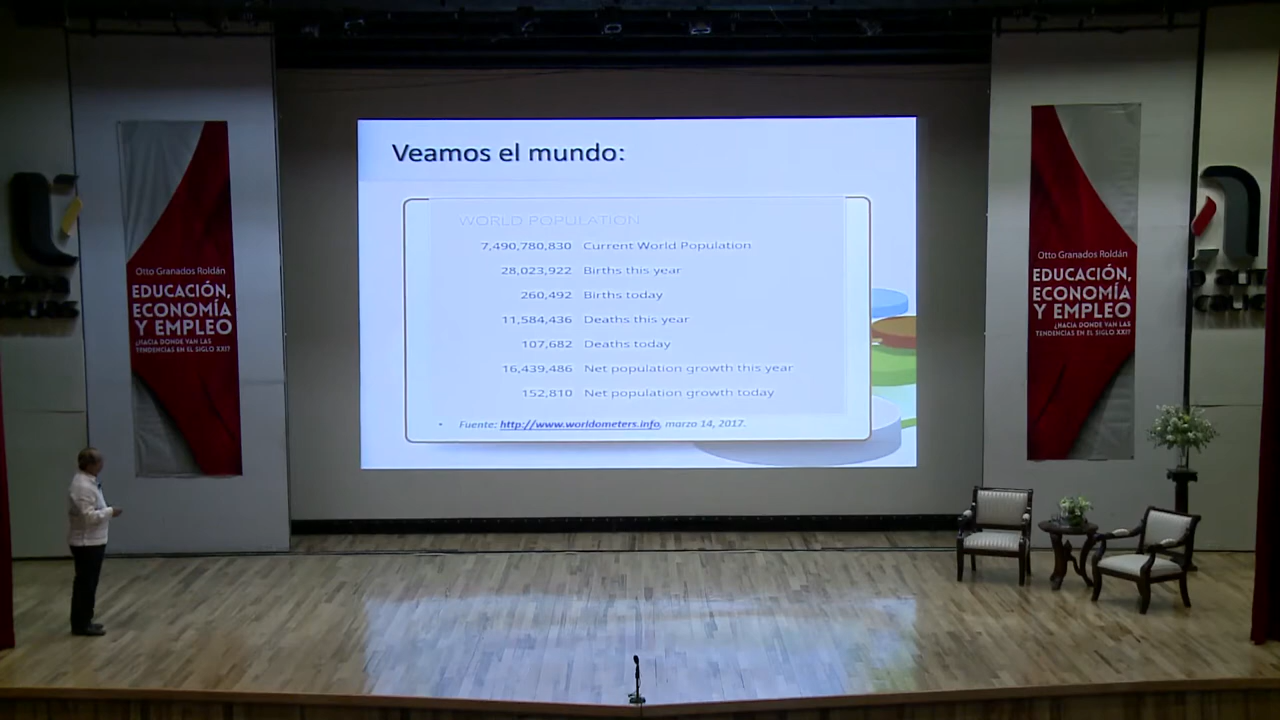 Veamos el mundo:
WORLD POPULATION
7,490,780,830 Current World Population
28,023,922 Births this year
260,492 Births today
11,584,436 Deaths this year
107,682 Deaths today
16,439,486 Net population growth this year
152,810 Net population growth today
• Fuente: http://www.worldometers.info, marzo 14, 2017.
Otto Granados Roldán
EDUCACIÓN,
ECONOMÍA
Y EMPLEO
¿HACIA DONDE VAN LAS
TENDENCIAS EN EL SIGLO XXI?
Otto Granados Roldán
EDUCACIÓN,
ECONOMÍA
Y EMPLEO
¿HACIA DONDE VAN LAS
TENDENCIAS EN EL SIGLO XXI?